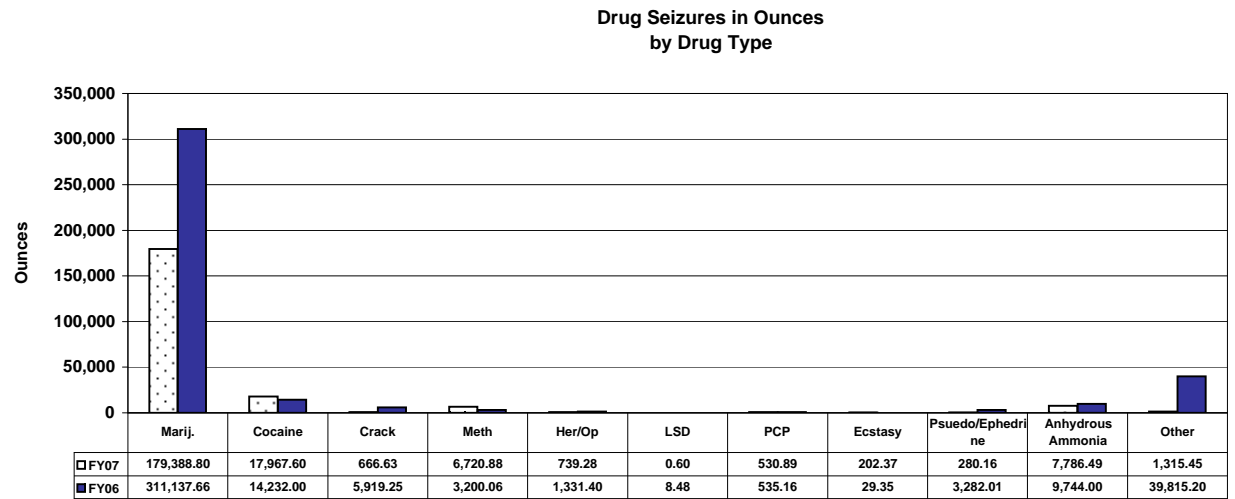 Drug Seizures in Ounces
by Drug Type
350,000
300,000
250,000
200,000
150,000
100,000
50,000
0
Ounces
Marij. Cocaine Crack Meth Her/Op LSD PCP Ecstasy Psuedo/Ephedri
ne Anhydrous
Ammonia Other
FY07 179,388.80 17,967.60 666.63 6,720.88 739.28 0.60 530.89 202.37 280.16 7,786.49 1,315.45
FY06 311,137.66 14,232.00 5,919.25 3,200.06 1,331.40 8.48 535.16 29.35 3,282.01 9,744.00 39,815.20